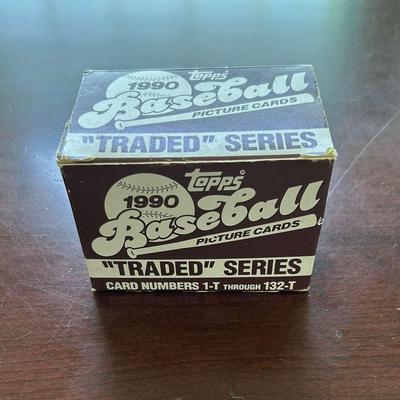 Topps
1990
Baseball
PICTURE CARDS
"TRADED" SERIES
Topps
1990
Baseball
PICTURE CARDS
"TRADED" SERIES
CARD NUMBERS 1-T THROUGH 132-T